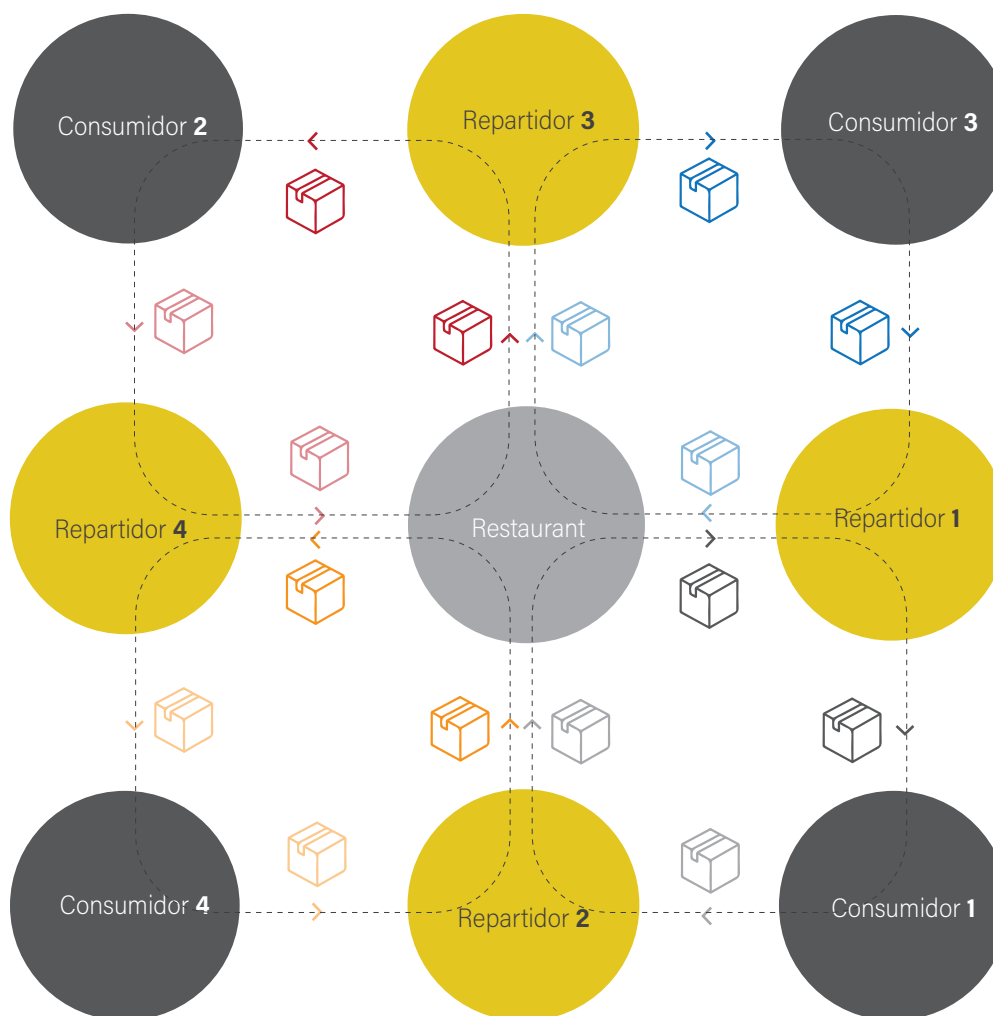 Consumidor 2
Repartidor 3
Consumidor 3
Repartidor 4
Restaurant
Repartidor 1
Consumidor 4
Repartidor 2
Consumidor 1